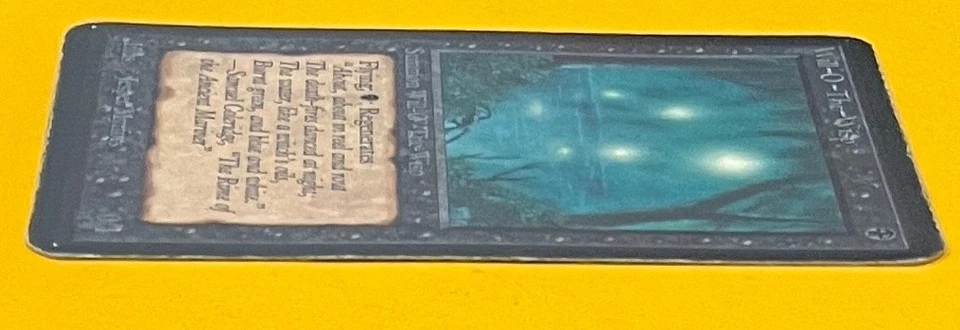 Will-O-The-Wisp
Summon Will-O-The-Wisp
Flying; Regenerates
"About, about in reel and rout
The death-fires danced at night;
The water, like a witch's oils,
Burnt green, and blue and white."
—Samuel Coleridge, "The Rime of
the Ancient Mariner"